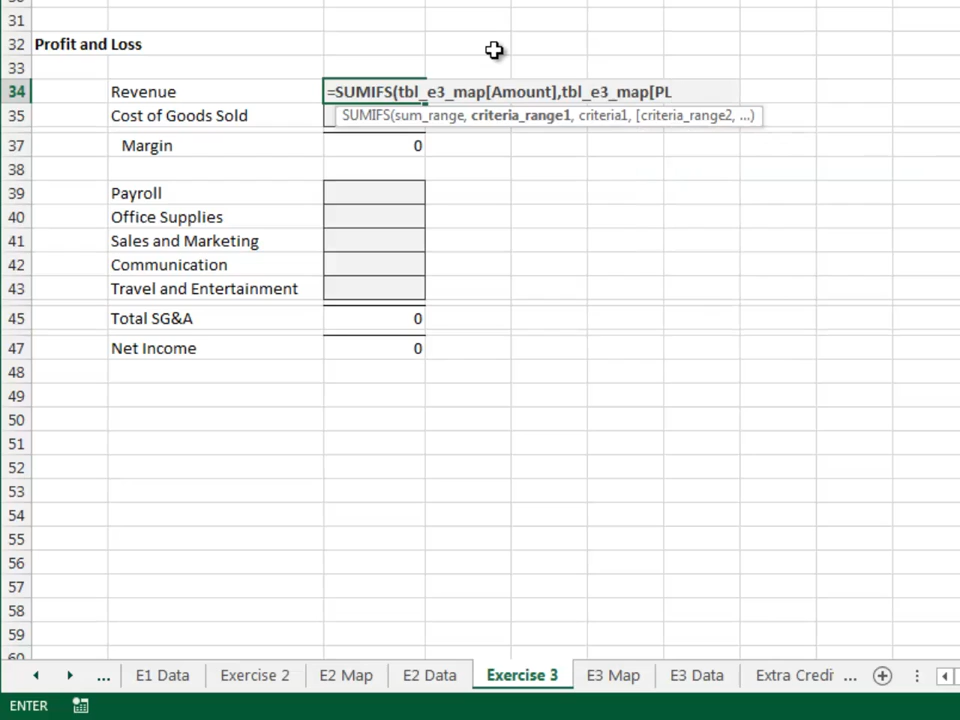 31
32 Profit and Loss
33
34 Revenue =SUMIFS(tbl_e3_map[Amount],tbl_e3_map[PL
35 Cost of Goods Sold SUMIFS(sum_range, criteria_range1, criteria1, [criteria_range2, ...)
37 Margin 0
38
39 Payroll
40 Office Supplies
41 Sales and Marketing
42 Communication
43 Travel and Entertainment
45 Total SG&A 0
47 Net Income 0
48
49
50
51
52
53
54
55
56
57
58
59
60
... E1 Data Exercise 2 E2 Map E2 Data Exercise 3 E3 Map E3 Data Extra Credi ...
ENTER